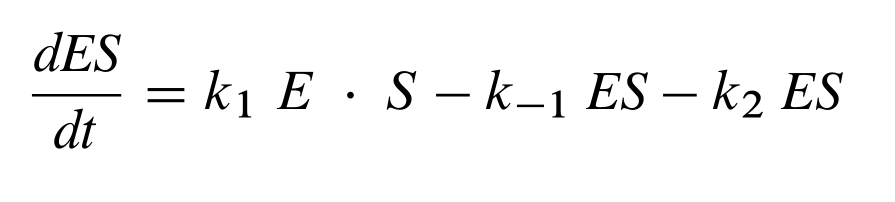 dES/dt = k₁ E · S − k₋₁ ES − k₂ ES